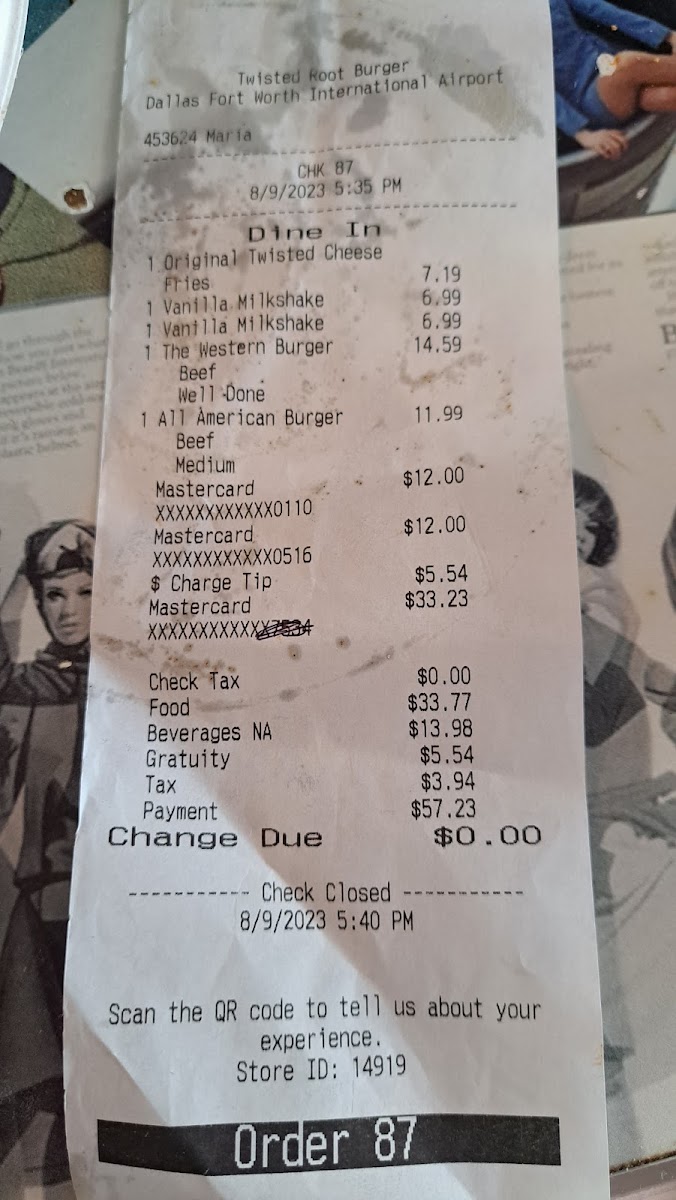 Twisted Root Burger
Dallas Fort Worth International Airport
453624 Maria
CHK 87
8/9/2023 5:35 PM
Dine In
1 Original Twisted Cheese
Fries 7.19
1 Vanilla Milkshake 6.99
1 Vanilla Milkshake 6.99
1 The Western Burger 14.59
Beef
Well Done
1 All American Burger 11.99
Beef
Medium
Mastercard $12.00
XXXXXXXXXXXX0110
Mastercard $12.00
XXXXXXXXXXXX0516
$ Charge Tip $5.54
Mastercard $33.23
XXXXXXXXXXXX
Check Tax $0.00
Food $33.77
Beverages NA $13.98
Gratuity $5.54
Tax $3.94
Payment $57.23
Change Due $0.00
----------- Check Closed -----------
8/9/2023 5:40 PM
Scan the QR code to tell us about your
experience.
Store ID: 14919
Order 87